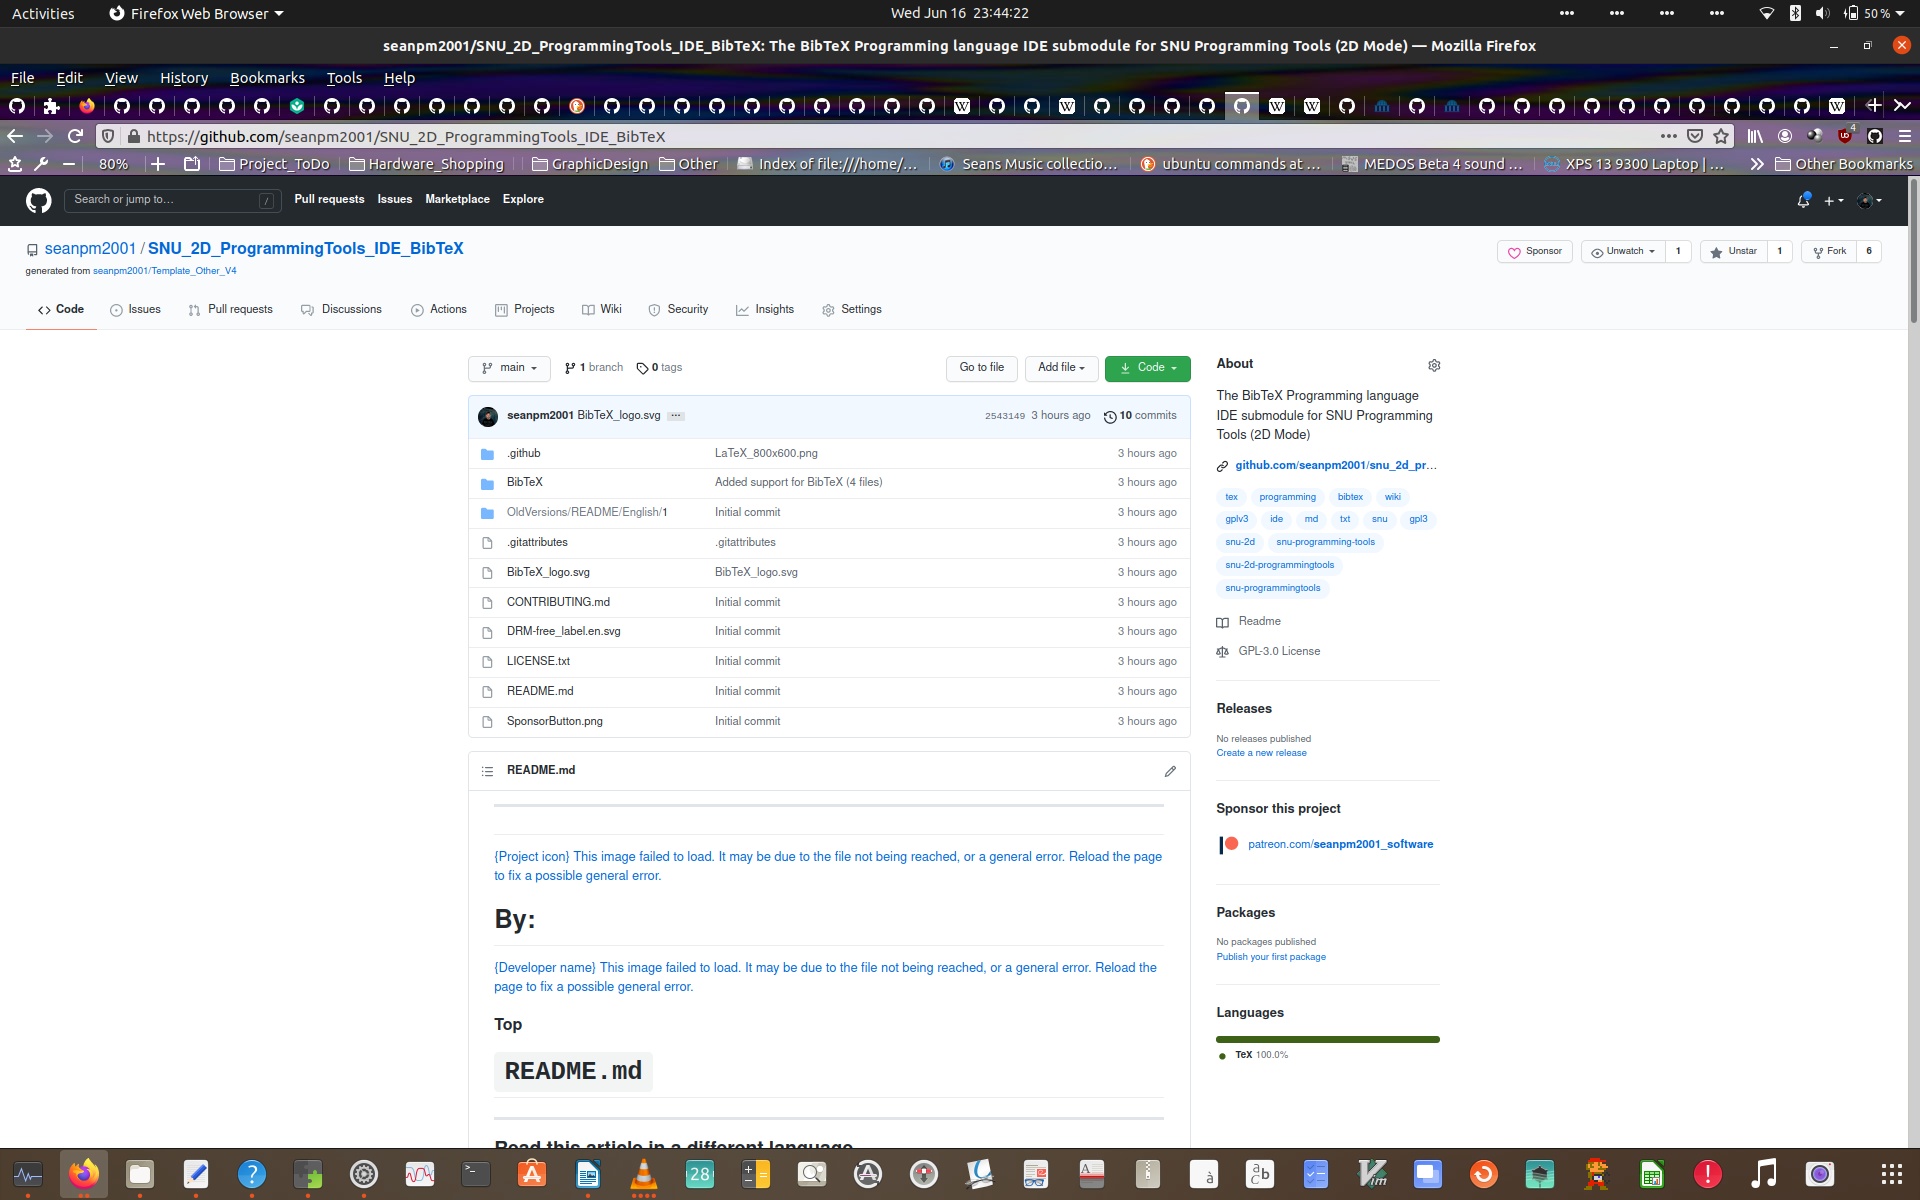 Activities Firefox Web Browser Wed Jun 16 23:44:22 50 %
seanpm2001/SNU_2D_ProgrammingTools_IDE_BibTeX: The BibTeX Programming language IDE submodule for SNU Programming Tools (2D Mode) — Mozilla Firefox
File Edit View History Bookmarks Tools Help
https://github.com/seanpm2001/SNU_2D_ProgrammingTools_IDE_BibTeX
80% Project_ToDo Hardware_Shopping GraphicDesign Other Index of file:///home/... Seans Music collectio... ubuntu commands at ... MEDOS Beta 4 sound ... XPS 13 9300 Laptop | ... Other Bookmarks
Search or jump to... / Pull requests Issues Marketplace Explore
seanpm2001 / SNU_2D_ProgrammingTools_IDE_BibTeX
Sponsor Unwatch 1 Unstar 1 Fork 6
generated from seanpm2001/Template_Other_V4
Code Issues Pull requests Discussions Actions Projects Wiki Security Insights Settings
main 1 branch 0 tags Go to file Add file Code
seanpm2001 BibTeX_logo.svg ... 2543149 3 hours ago 10 commits
.github LaTeX_800x600.png 3 hours ago
BibTeX Added support for BibTeX (4 files) 3 hours ago
OldVersions/README/English/1 Initial commit 3 hours ago
.gitattributes .gitattributes 3 hours ago
BibTeX_logo.svg BibTeX_logo.svg 3 hours ago
CONTRIBUTING.md Initial commit 3 hours ago
DRM-free_label.en.svg Initial commit 3 hours ago
LICENSE.txt Initial commit 3 hours ago
README.md Initial commit 3 hours ago
SponsorButton.png Initial commit 3 hours ago
README.md
{Project icon} This image failed to load. It may be due to the file not being reached, or a general error. Reload the page
to fix a possible general error.
By:
{Developer name} This image failed to load. It may be due to the file not being reached, or a general error. Reload the
page to fix a possible general error.
Top
README.md
Read this article in a different language
About
The BibTeX Programming language
IDE submodule for SNU Programming
Tools (2D Mode)
github.com/seanpm2001/snu_2d_pr...
tex programming bibtex wiki
gplv3 ide md txt snu gpl3
snu-2d snu-programming-tools
snu-2d-programmingtools
snu-programmingtools
Readme
GPL-3.0 License
Releases
No releases published
Create a new release
Sponsor this project
patreon.com/seanpm2001_software
Packages
No packages published
Publish your first package
Languages
TeX 100.0%
28